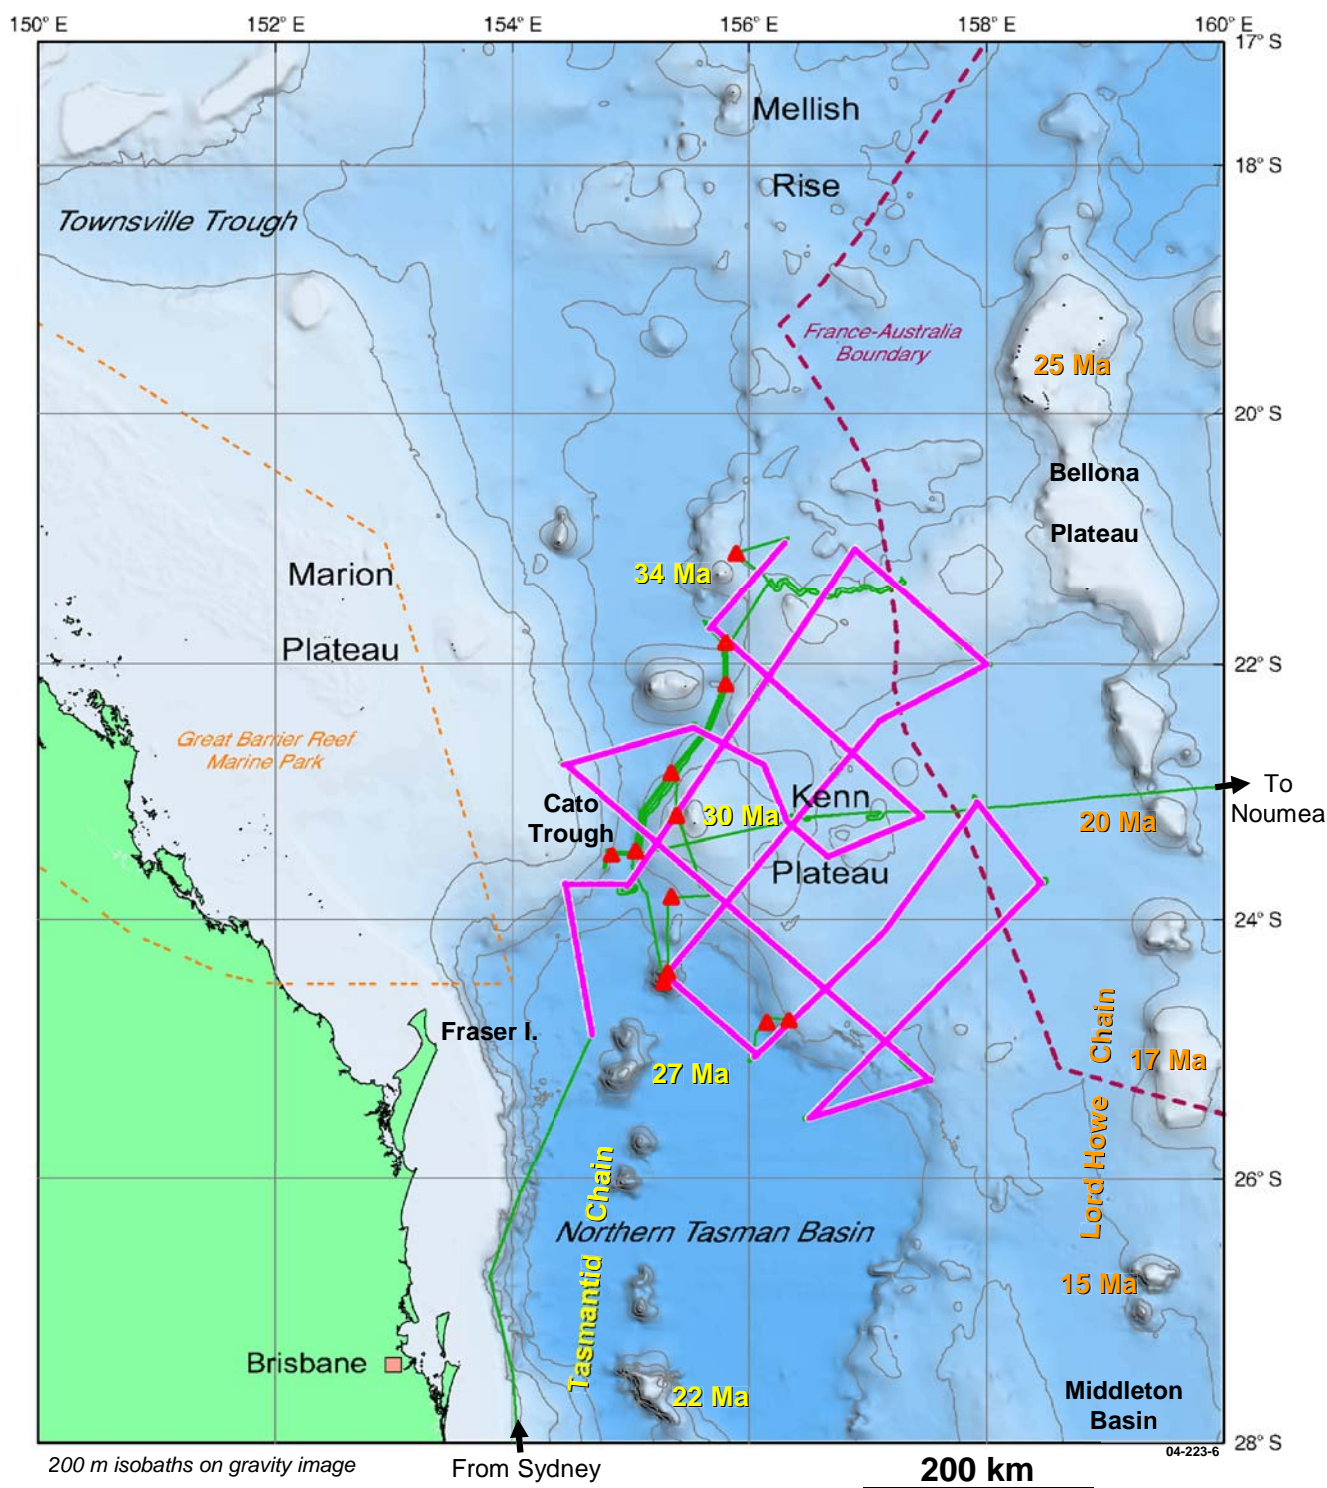 150° E
152° E
154° E
156° E
158° E
160° E
17° S
Mellish
18° S
Rise
Townsville Trough
France-Australia
Boundary
25 Ma
20° S
Bellona
Plateau
34 Ma
Marion
Plateau
22° S
Great Barrier Reef
Marine Park
Cato
Trough
30 Ma
Kenn
Plateau
20 Ma
To
Noumea
24° S
Fraser I.
27 Ma
Lord Howe Chain
17 Ma
Tasmantid Chain
26° S
Northern Tasman Basin
15 Ma
Brisbane
22 Ma
Middleton
Basin
28° S
04-223-6
200 m isobaths on gravity image
From Sydney
200 km